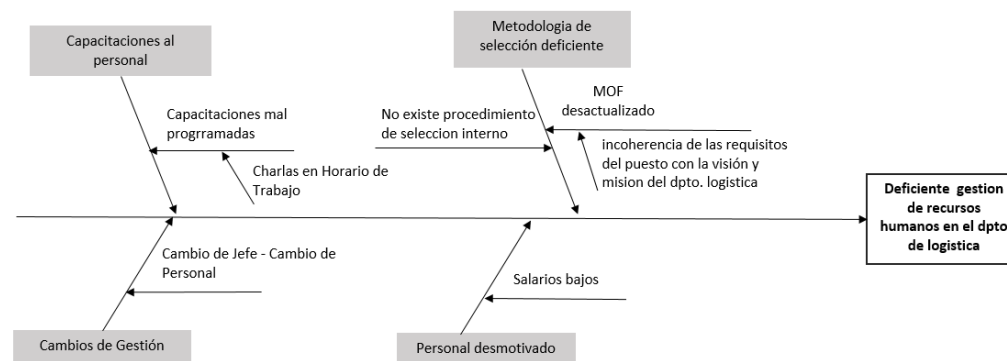 Capacitaciones al
personal
Metodologia de
selección deficiente
MOF
desactualizado
No existe procedimiento
de seleccion interno
Capacitaciones mal
progrramadas
incoherencia de las requisitos
del puesto con la visión y
mision del dpto. logistica
Charlas en Horario de
Trabajo
Deficiente gestion
de recursos
humanos en el dpto
de logistica
Cambio de Jefe - Cambio de
Personal
Salarios bajos
Cambios de Gestión
Personal desmotivado